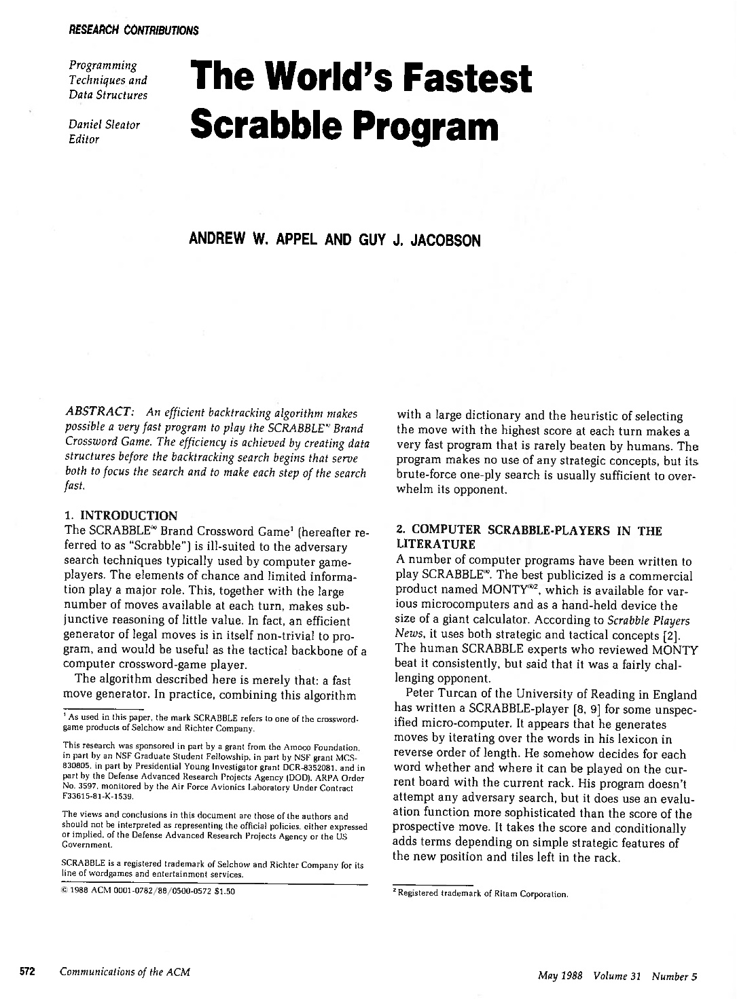 RESEARCH CONTRIBUTIONS
Programming
Techniques and
Data Structures
Daniel Sleator
Editor
The World's Fastest
Scrabble Program
ANDREW W. APPEL AND GUY J. JACOBSON
ABSTRACT: An efficient backtracking algorithm makes
possible a very fast program to play the SCRABBLE™ Brand
Crossword Game. The efficiency is achieved by creating data
structures before the backtracking search begins that serve
both to focus the search and to make each step of the search
fast.
1. INTRODUCTION
The SCRABBLE™ Brand Crossword Game¹ (hereafter re-
ferred to as "Scrabble") is ill-suited to the adversary
search techniques typically used by computer game-
players. The elements of chance and limited informa-
tion play a major role. This, together with the large
number of moves available at each turn, makes sub-
junctive reasoning of little value. In fact, an efficient
generator of legal moves is in itself non-trivial to pro-
gram, and would be useful as the tactical backbone of a
computer crossword-game player.
The algorithm described here is merely that: a fast
move generator. In practice, combining this algorithm
¹ As used in this paper, the mark SCRABBLE refers to one of the crossword-
game products of Selchow and Richter Company.
This research was sponsored in part by a grant from the Amoco Foundation,
in part by an NSF Graduate Student Fellowship, in part by NSF grant MCS-
830805, in part by Presidential Young Investigator grant DCR-8352081, and in
part by the Defense Advanced Research Projects Agency (DOD), ARPA Order
No. 3597, monitored by the Air Force Avionics Laboratory Under Contract
F33615-81-K-1539.
The views and conclusions in this document are those of the authors and
should not be interpreted as representing the official policies, either expressed
or implied, of the Defense Advanced Research Projects Agency or the US
Government.
SCRABBLE is a registered trademark of Selchow and Richter Company for its
line of wordgames and entertainment services.
© 1988 ACM 0001-0782/88/0500-0572 $1.50
with a large dictionary and the heuristic of selecting
the move with the highest score at each turn makes a
very fast program that is rarely beaten by humans. The
program makes no use of any strategic concepts, but its
brute-force one-ply search is usually sufficient to over-
whelm its opponent.
2. COMPUTER SCRABBLE-PLAYERS IN THE
LITERATURE
A number of computer programs have been written to
play SCRABBLE™. The best publicized is a commercial
product named MONTY®², which is available for var-
ious microcomputers and as a hand-held device the
size of a giant calculator. According to Scrabble Players
News, it uses both strategic and tactical concepts [2].
The human SCRABBLE experts who reviewed MONTY
beat it consistently, but said that it was a fairly chal-
lenging opponent.
Peter Turcan of the University of Reading in England
has written a SCRABBLE-player [8, 9] for some unspec-
ified micro-computer. It appears that he generates
moves by iterating over the words in his lexicon in
reverse order of length. He somehow decides for each
word whether and where it can be played on the cur-
rent board with the current rack. His program doesn't
attempt any adversary search, but it does use an evalu-
ation function more sophisticated than the score of the
prospective move. It takes the score and conditionally
adds terms depending on simple strategic features of
the new position and tiles left in the rack.
² Registered trademark of Ritam Corporation.
572 Communications of the ACM
May 1988 Volume 31 Number 5